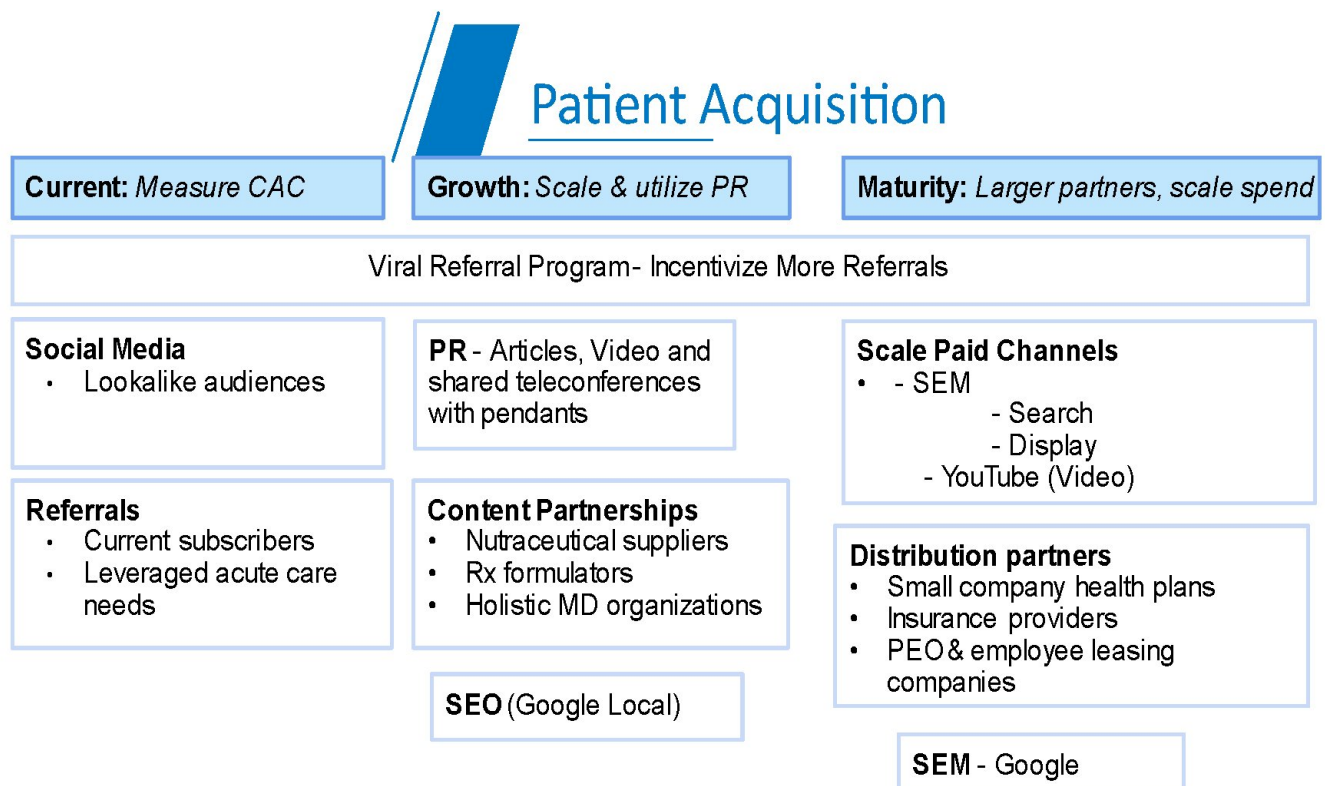 Patient Acquisition
Current: Measure CAC
Growth: Scale & utilize PR
Maturity: Larger partners, scale spend
Viral Referral Program- Incentivize More Referrals
Social Media
• Lookalike audiences
Referrals
• Current subscribers
• Leveraged acute care
needs
PR - Articles, Video and
shared teleconferences
with pendants
Content Partnerships
• Nutraceutical suppliers
• Rx formulators
• Holistic MD organizations
SEO (Google Local)
Scale Paid Channels
• - SEM
- Search
- Display
- YouTube (Video)
Distribution partners
• Small company health plans
• Insurance providers
• PEO & employee leasing
companies
SEM - Google